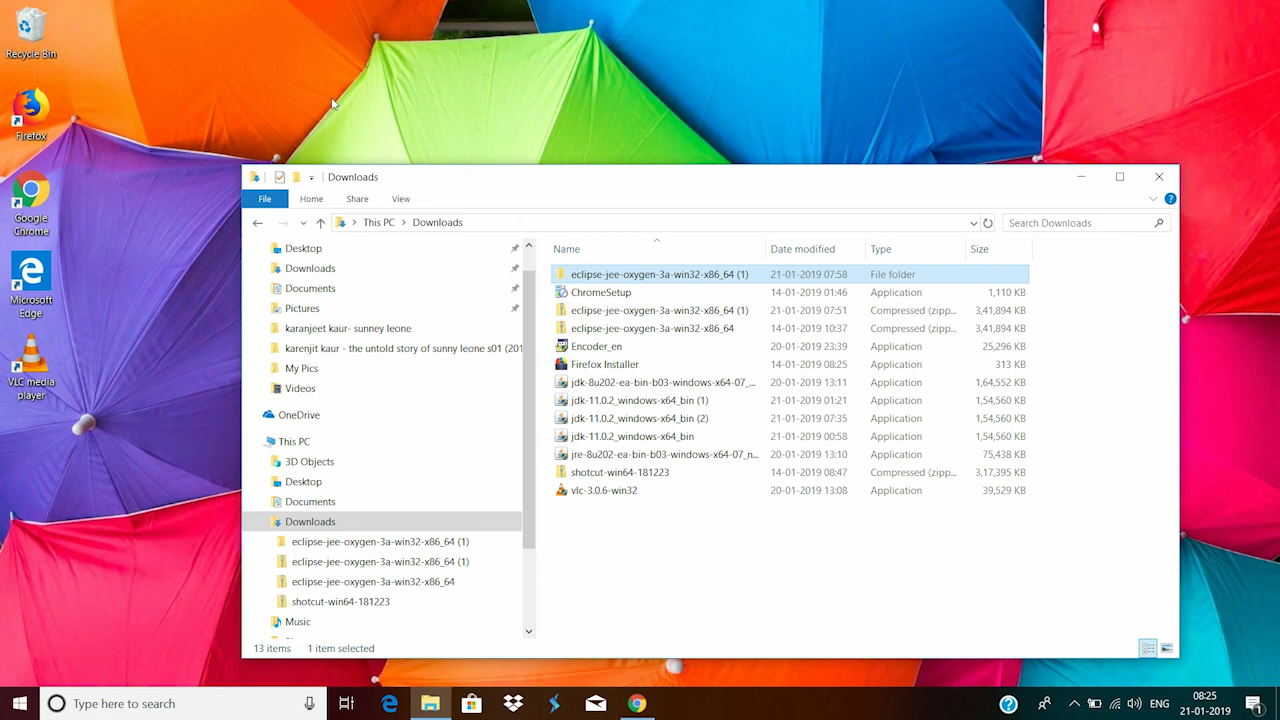 Recycle Bin
Firefox
Google
Chrome
Microsoft
Edge
VLC media
player
Downloads
File Home Share View
This PC > Downloads
Search Downloads
Desktop
Downloads
Documents
Pictures
karanjeet kaur- sunney leone
karenjit kaur - the untold story of sunny leone s01 (201
My Pics
Videos
OneDrive
This PC
3D Objects
Desktop
Documents
Downloads
eclipse-jee-oxygen-3a-win32-x86_64 (1)
eclipse-jee-oxygen-3a-win32-x86_64 (1)
eclipse-jee-oxygen-3a-win32-x86_64
shotcut-win64-181223
Music
Name Date modified Type Size
eclipse-jee-oxygen-3a-win32-x86_64 (1) 21-01-2019 07:58 File folder
ChromeSetup 14-01-2019 01:46 Application 1,110 KB
eclipse-jee-oxygen-3a-win32-x86_64 (1) 21-01-2019 07:51 Compressed (zipp... 3,41,894 KB
eclipse-jee-oxygen-3a-win32-x86_64 14-01-2019 10:37 Compressed (zipp... 3,41,894 KB
Encoder_en 20-01-2019 23:39 Application 25,296 KB
Firefox Installer 14-01-2019 08:25 Application 313 KB
jdk-8u202-ea-bin-b03-windows-x64-07_... 20-01-2019 13:11 Application 1,64,552 KB
jdk-11.0.2_windows-x64_bin (1) 21-01-2019 01:21 Application 1,54,560 KB
jdk-11.0.2_windows-x64_bin (2) 21-01-2019 07:35 Application 1,54,560 KB
jdk-11.0.2_windows-x64_bin 21-01-2019 00:58 Application 1,54,560 KB
jre-8u202-ea-bin-b03-windows-x64-07_n... 20-01-2019 13:10 Application 75,438 KB
shotcut-win64-181223 14-01-2019 08:47 Compressed (zipp... 3,17,395 KB
vlc-3.0.6-win32 20-01-2019 13:08 Application 39,529 KB
13 items 1 item selected
Type here to search
ENG
08:25
21-01-2019
1